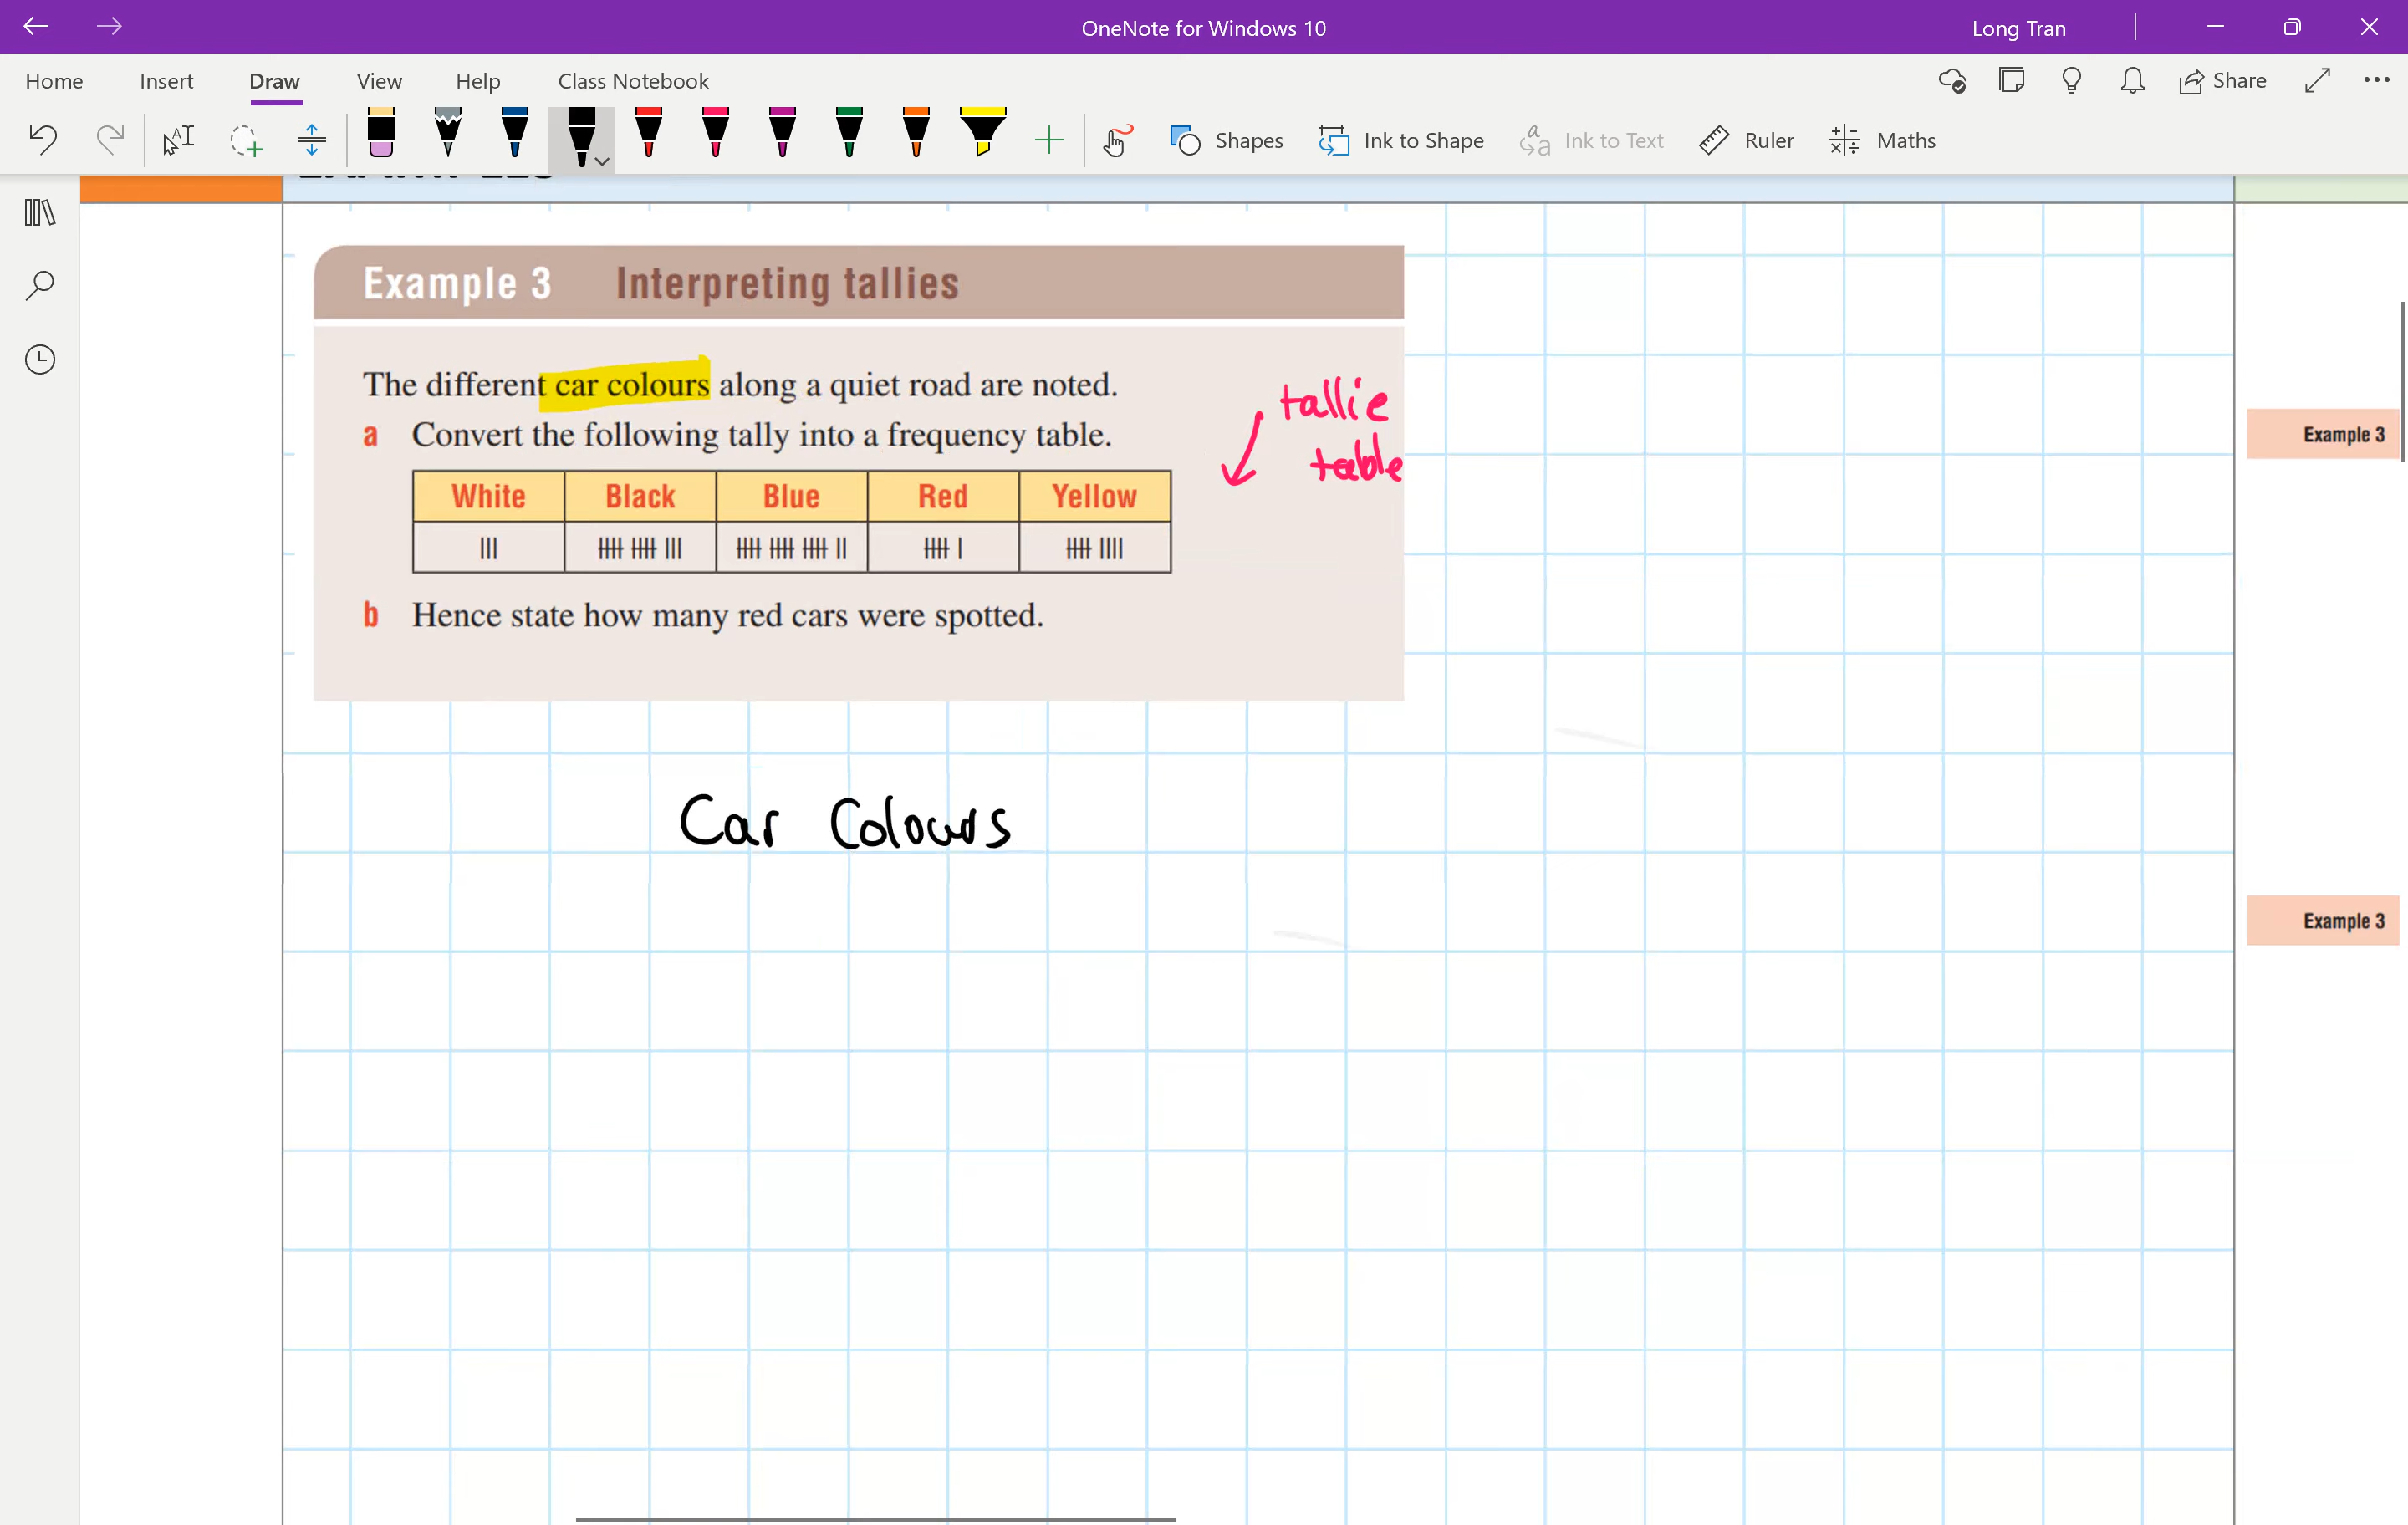 OneNote for Windows 10
Long Tran
Home Insert Draw View Help Class Notebook
Share
Shapes Ink to Shape Ink to Text Ruler Maths
Example 3 Interpreting tallies
The different car colours along a quiet road are noted.
tallie
a Convert the following tally into a frequency table.
table
White Black Blue Red Yellow
b Hence state how many red cars were spotted.
Example 3
Car Colours
Example 3